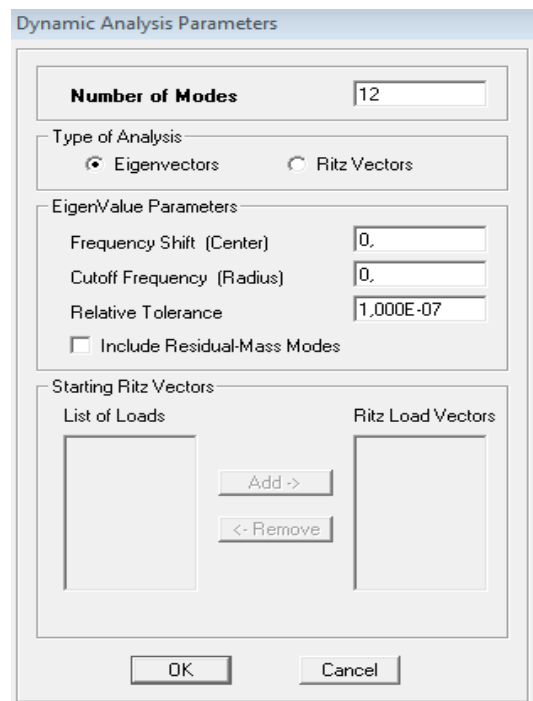 Dynamic Analysis Parameters
Number of Modes 12
Type of Analysis
Eigenvectors Ritz Vectors
EigenValue Parameters
Frequency Shift (Center) 0,
Cutoff Frequency (Radius) 0,
Relative Tolerance 1,000E-07
Include Residual-Mass Modes
Starting Ritz Vectors
List of Loads Ritz Load Vectors
Add ->
<- Remove
OK Cancel